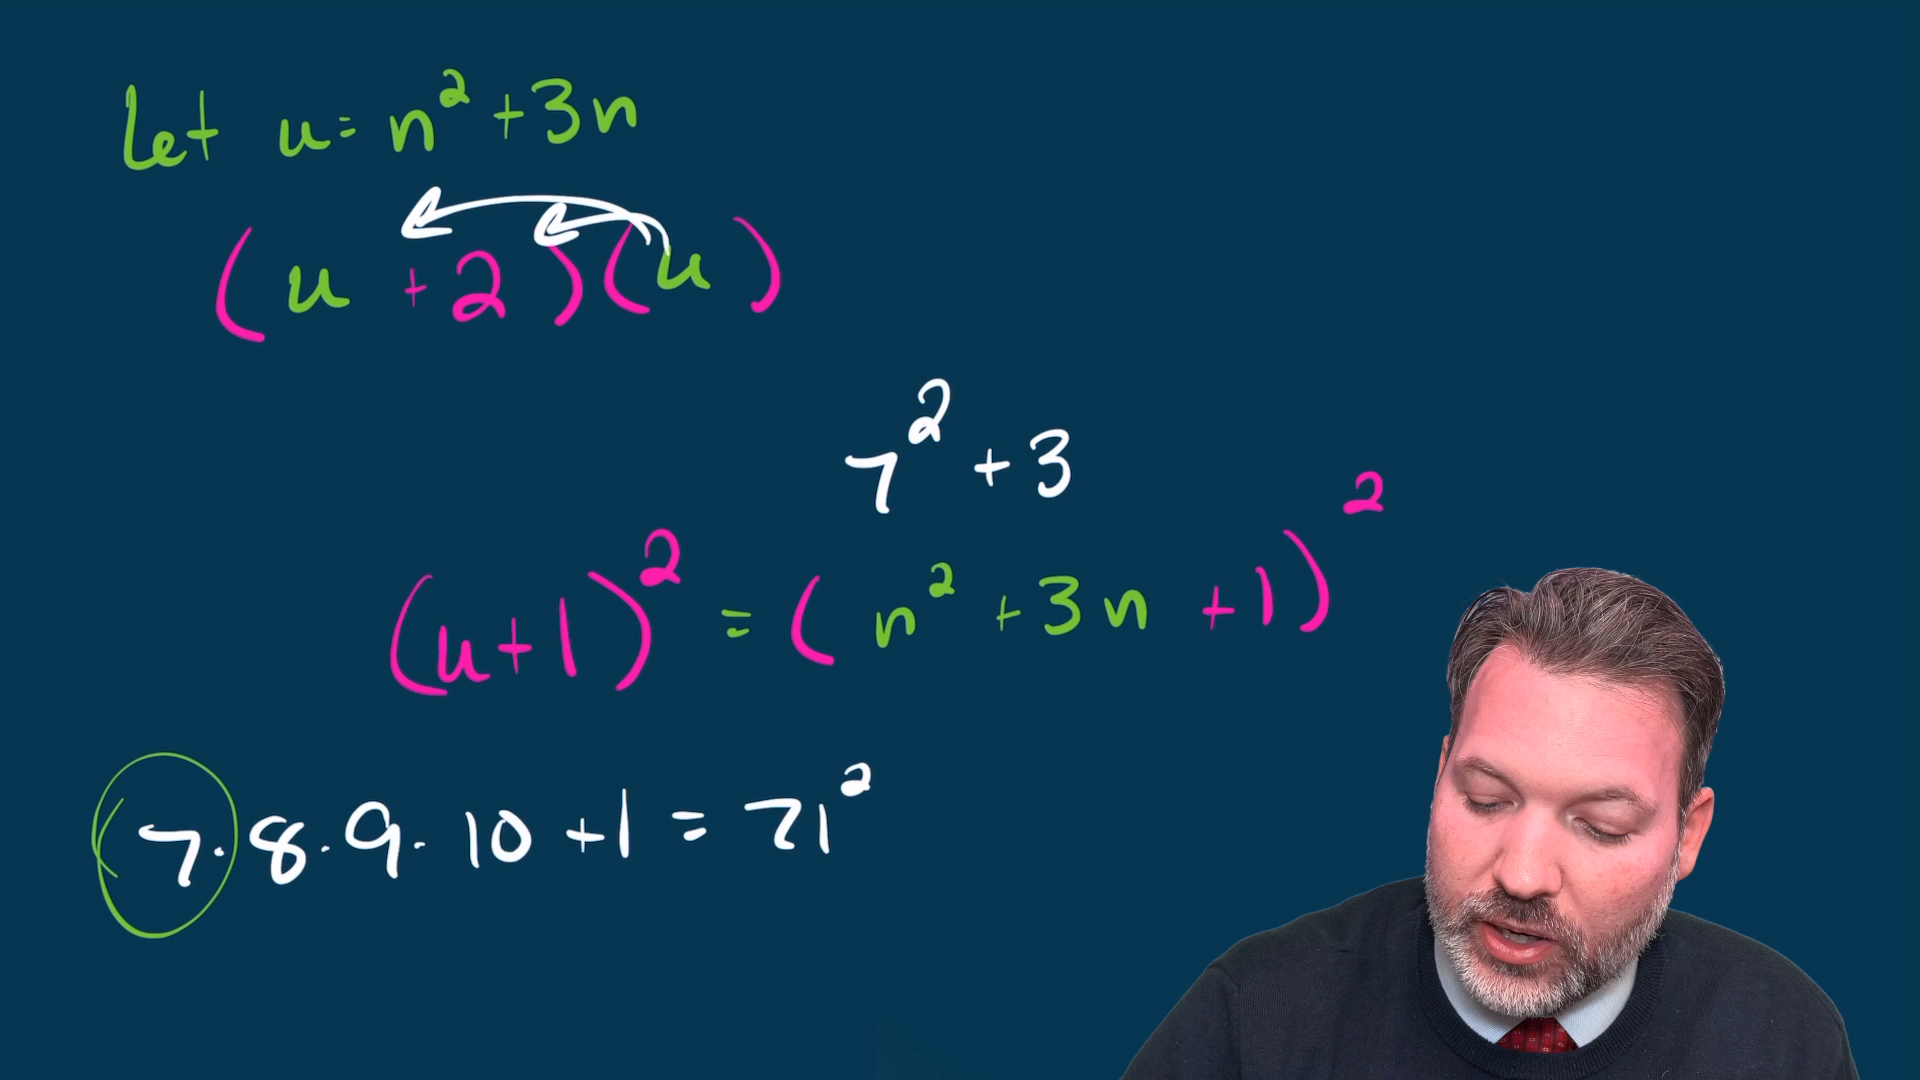 Let u = n² + 3n
(u + 2)(u)
7² + 3
(u+1)² = (n² + 3n + 1)²
7·8·9·10 + 1 = 71²